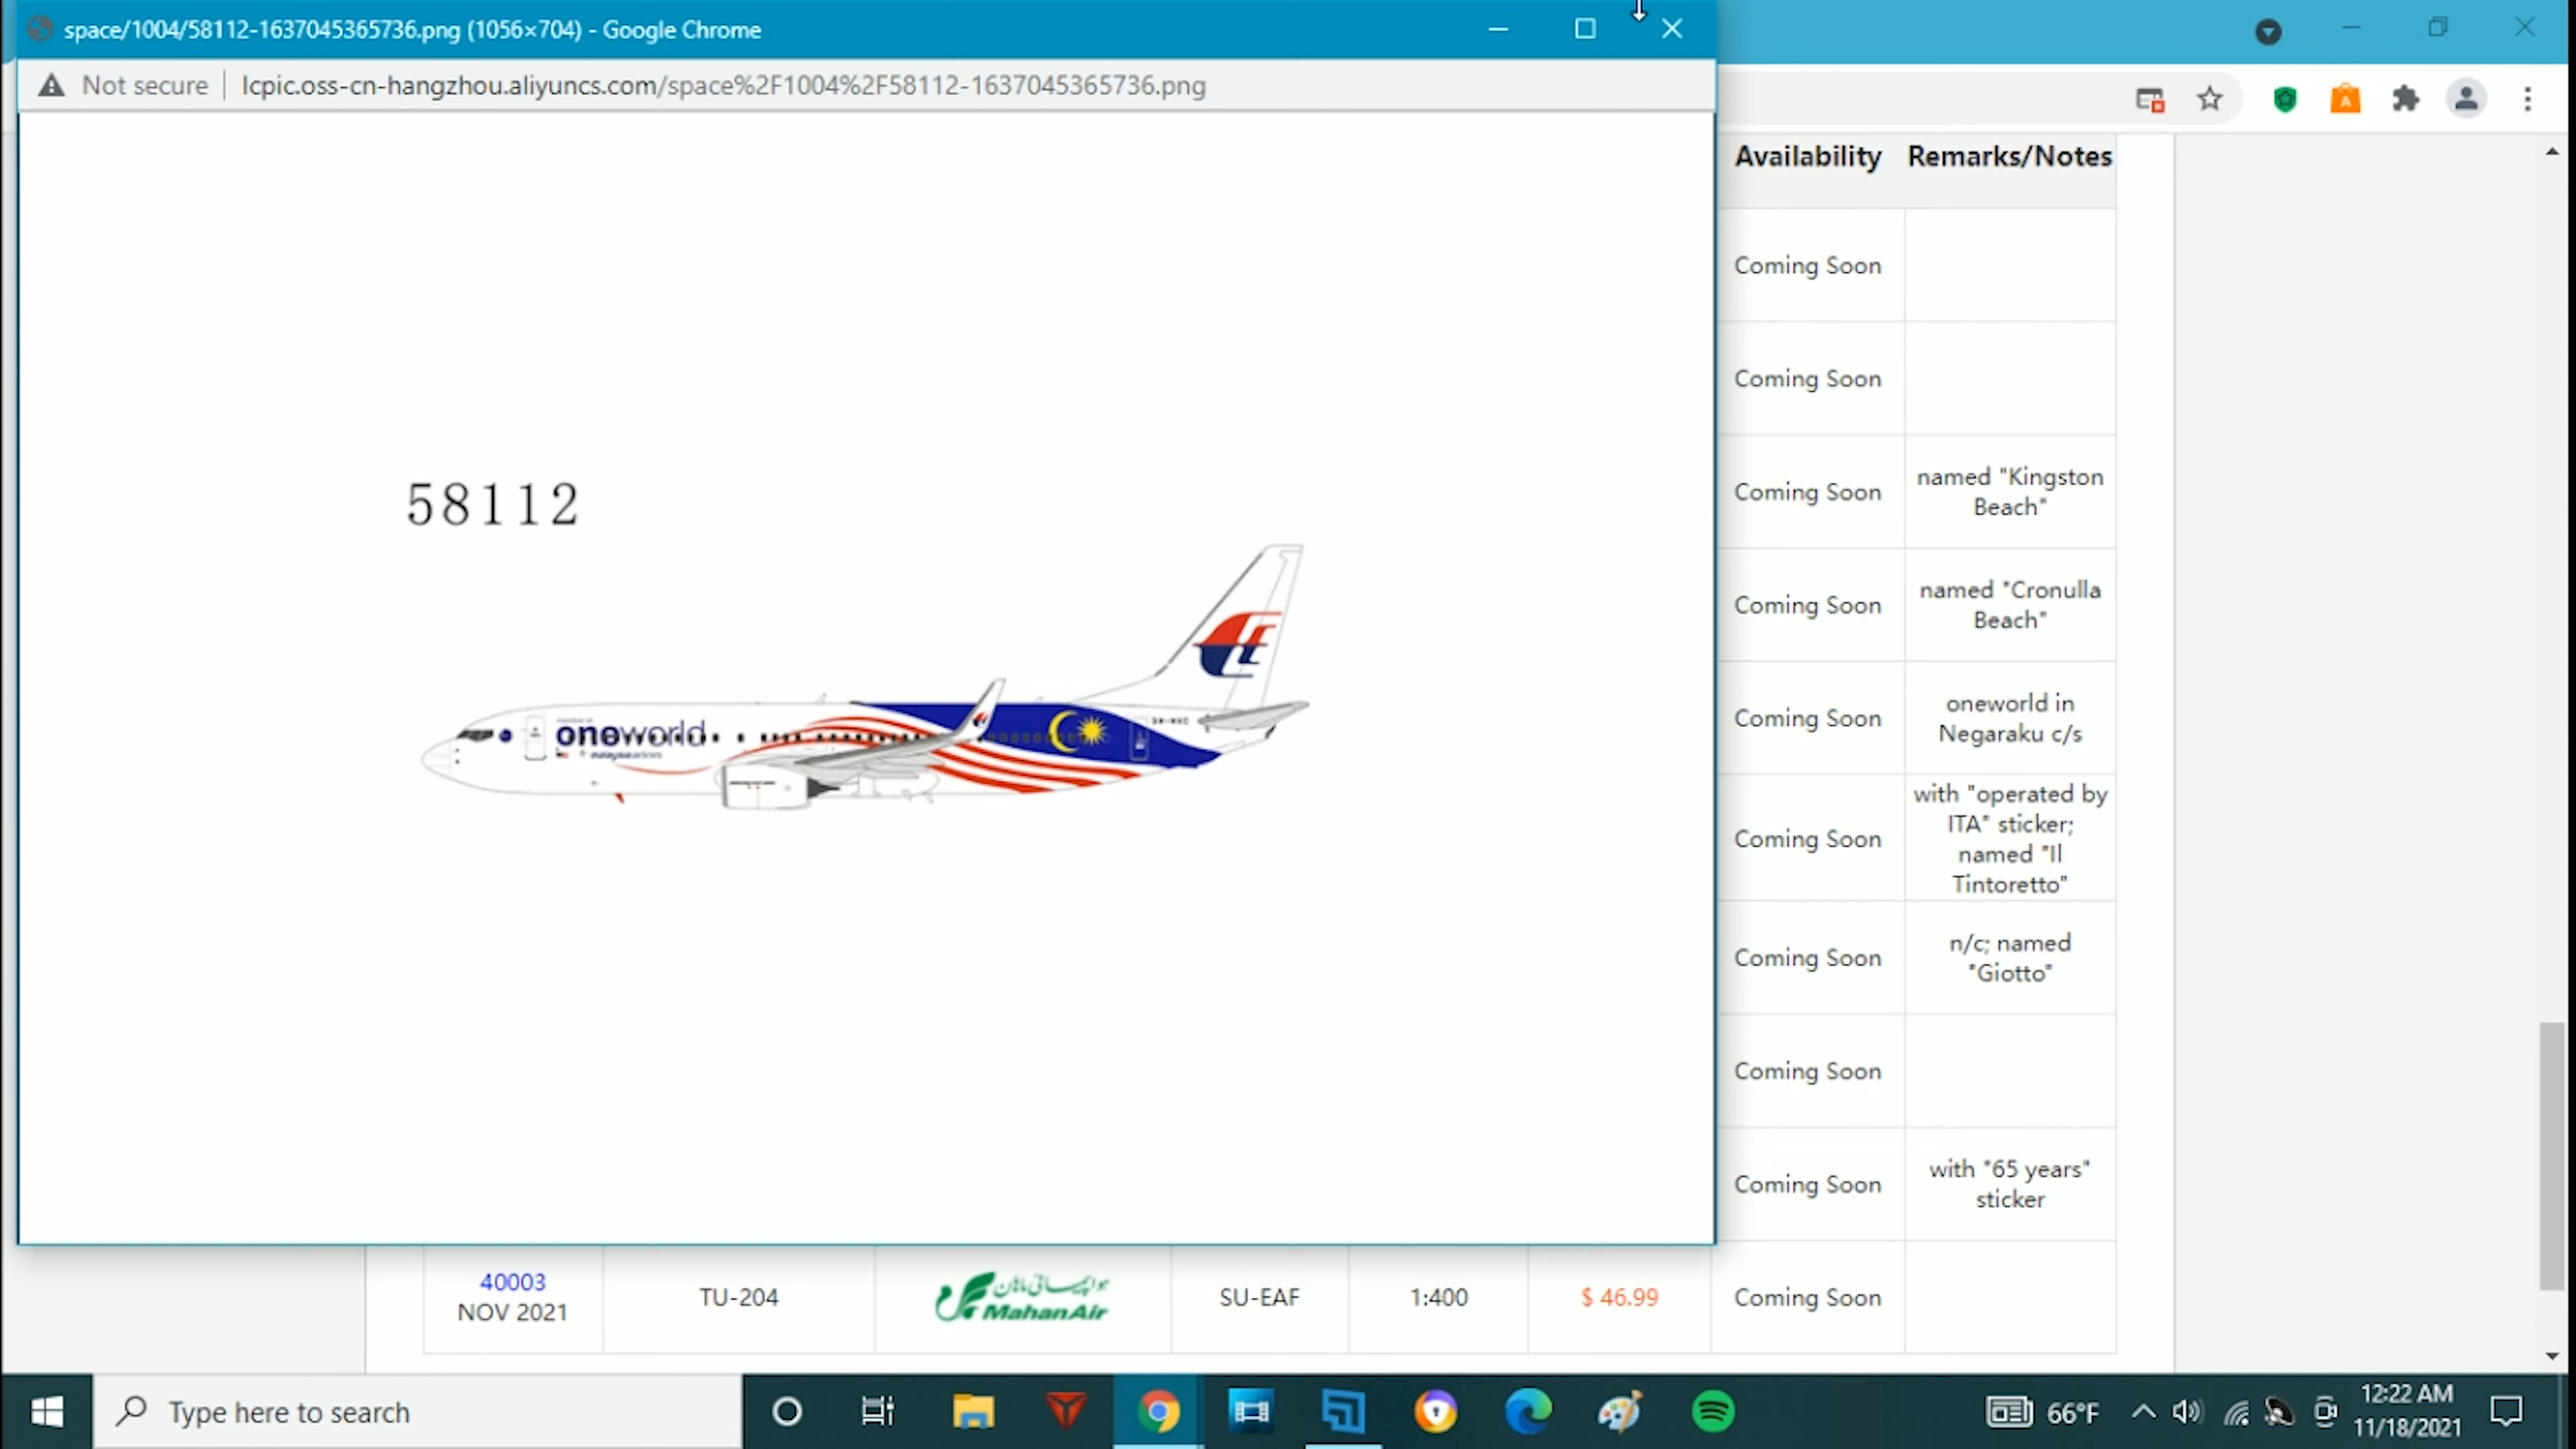 space/1004/58112-1637045365736.png (1056×704) - Google Chrome
Not secure
lcpic.oss-cn-hangzhou.aliyuncs.com/space%2F1004%2F58112-1637045365736.png
58112
oneworld
Availability Remarks/Notes
Coming Soon
Coming Soon
Coming Soon named "Kingston
Beach"
Coming Soon named "Cronulla
Beach"
Coming Soon oneworld in
Negaraku c/s
Coming Soon with "operated by
ITA" sticker;
named "Il
Tintoretto"
Coming Soon n/c; named
"Giotto"
Coming Soon
Coming Soon with "65 years"
sticker
40003
NOV 2021
TU-204
هواپیمائی ماهان
Mahan Air
SU-EAF
1:400
$ 46.99
Coming Soon
Type here to search
66°F
12:22 AM
11/18/2021